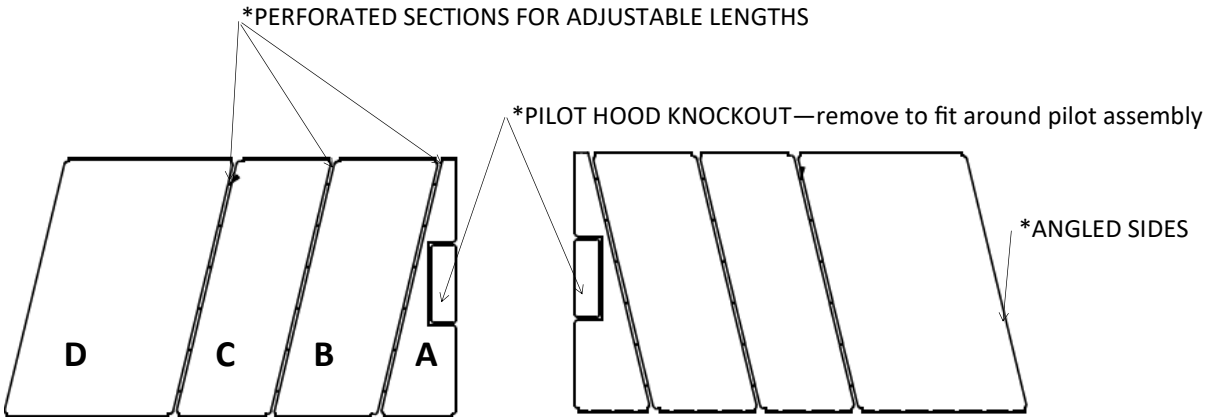 *PERFORATED SECTIONS FOR ADJUSTABLE LENGTHS
*PILOT HOOD KNOCKOUT—remove to fit around pilot assembly
*ANGLED SIDES
D C B A